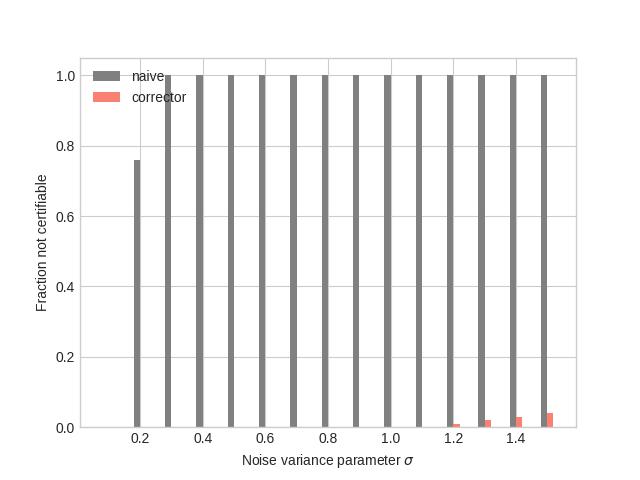 naive
corrector
1.0
0.8
0.6
0.4
0.2
0.0
Fraction not certifiable
0.2 0.4 0.6 0.8 1.0 1.2 1.4
Noise variance parameter σ